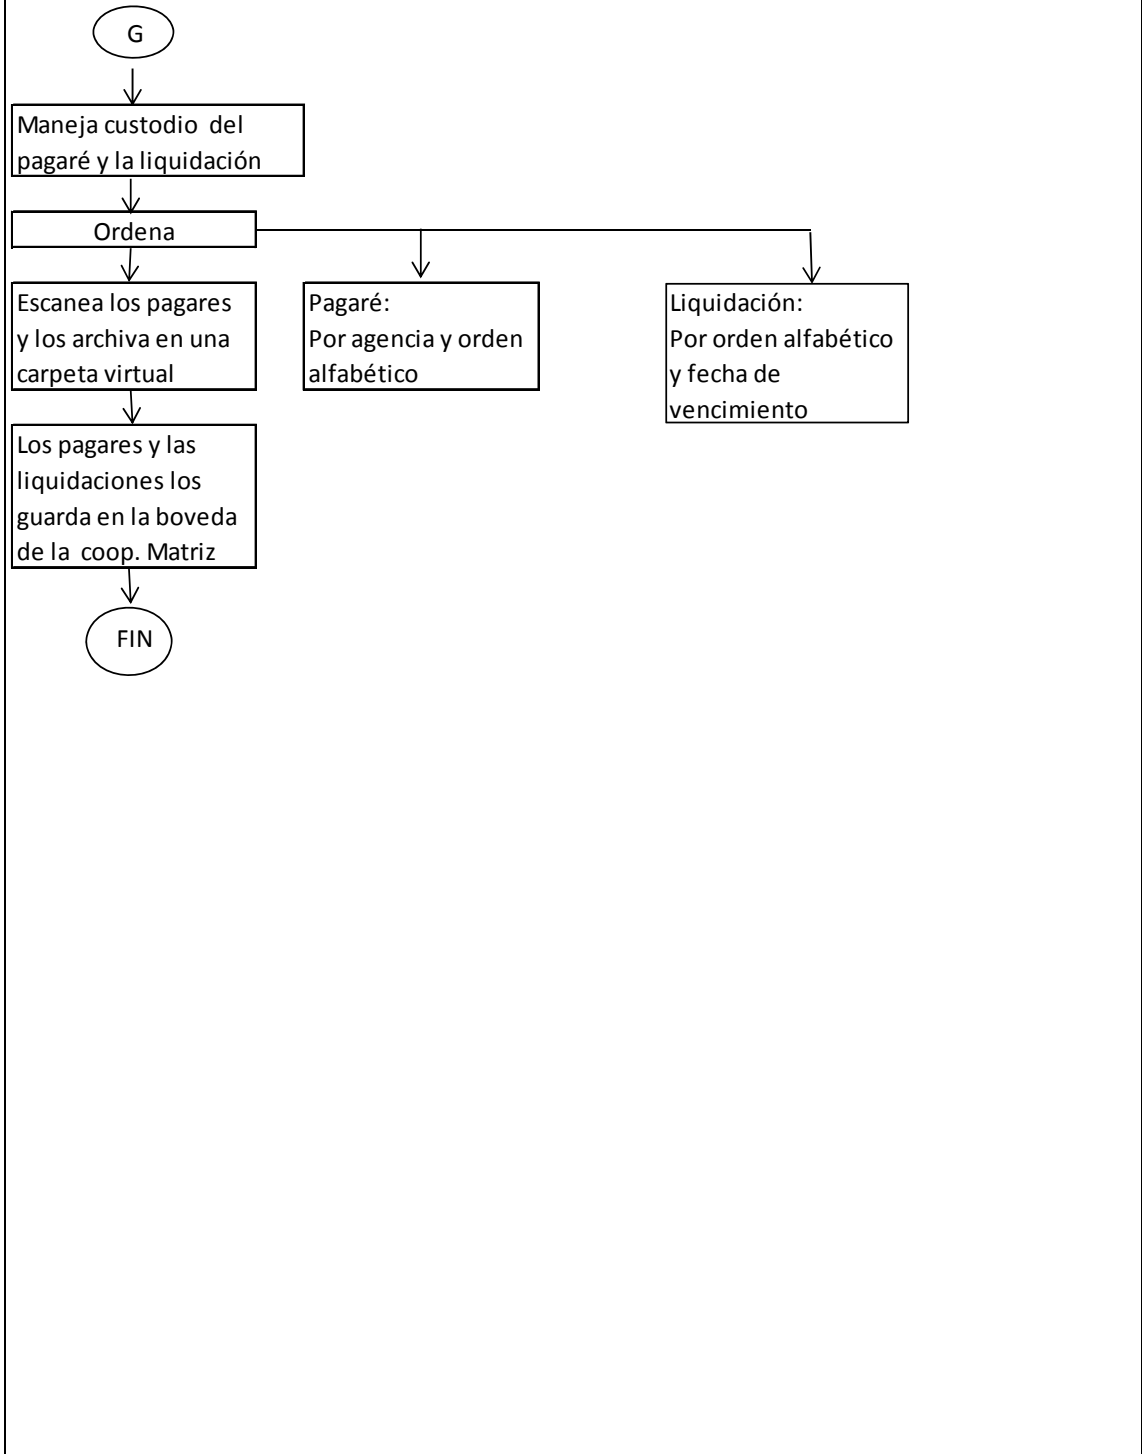 G
Maneja custodio del
pagaré y la liquidación
Ordena
Escanea los pagares
y los archiva en una
carpeta virtual
Pagaré:
Por agencia y orden
alfabético
Liquidación:
Por orden alfabético
y fecha de
vencimiento
Los pagares y las
liquidaciones los
guarda en la boveda
de la coop. Matriz
FIN